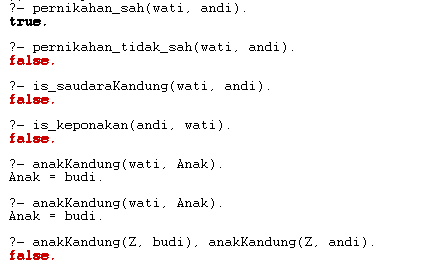 ?- pernikahan_sah(wati, andi).
true.
?- pernikahan_tidak_sah(wati, andi).
false.
?- is_saudaraKandung(wati, andi).
false.
?- is_keponakan(andi, wati).
false.
?- anakKandung(wati, Anak).
Anak = budi.
?- anakKandung(wati, Anak).
Anak = budi.
?- anakKandung(Z, budi), anakKandung(Z, andi).
false.